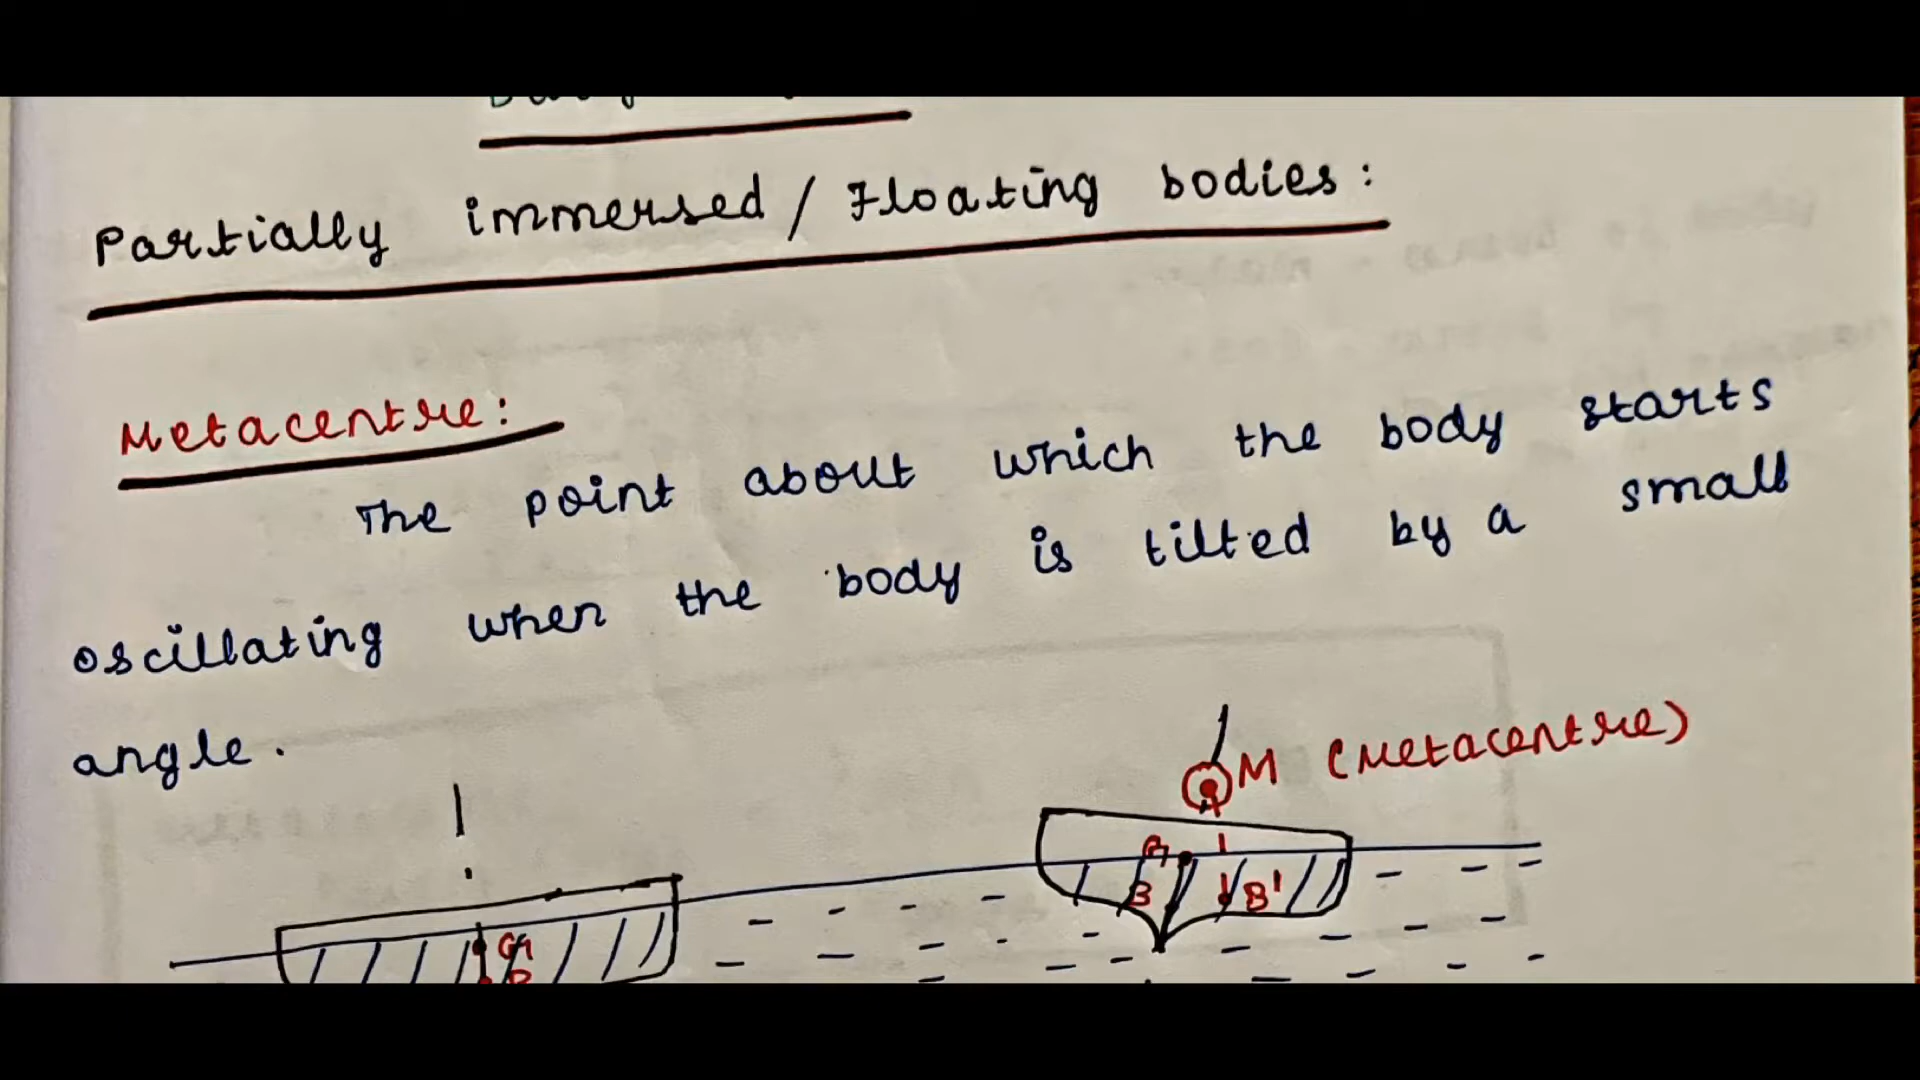 Partially immersed / Floating bodies:
Metacentre:
The point about which the body starts
oscillating when the body is tilted by a small
angle.
M (Metacentre)
G
B B'
G